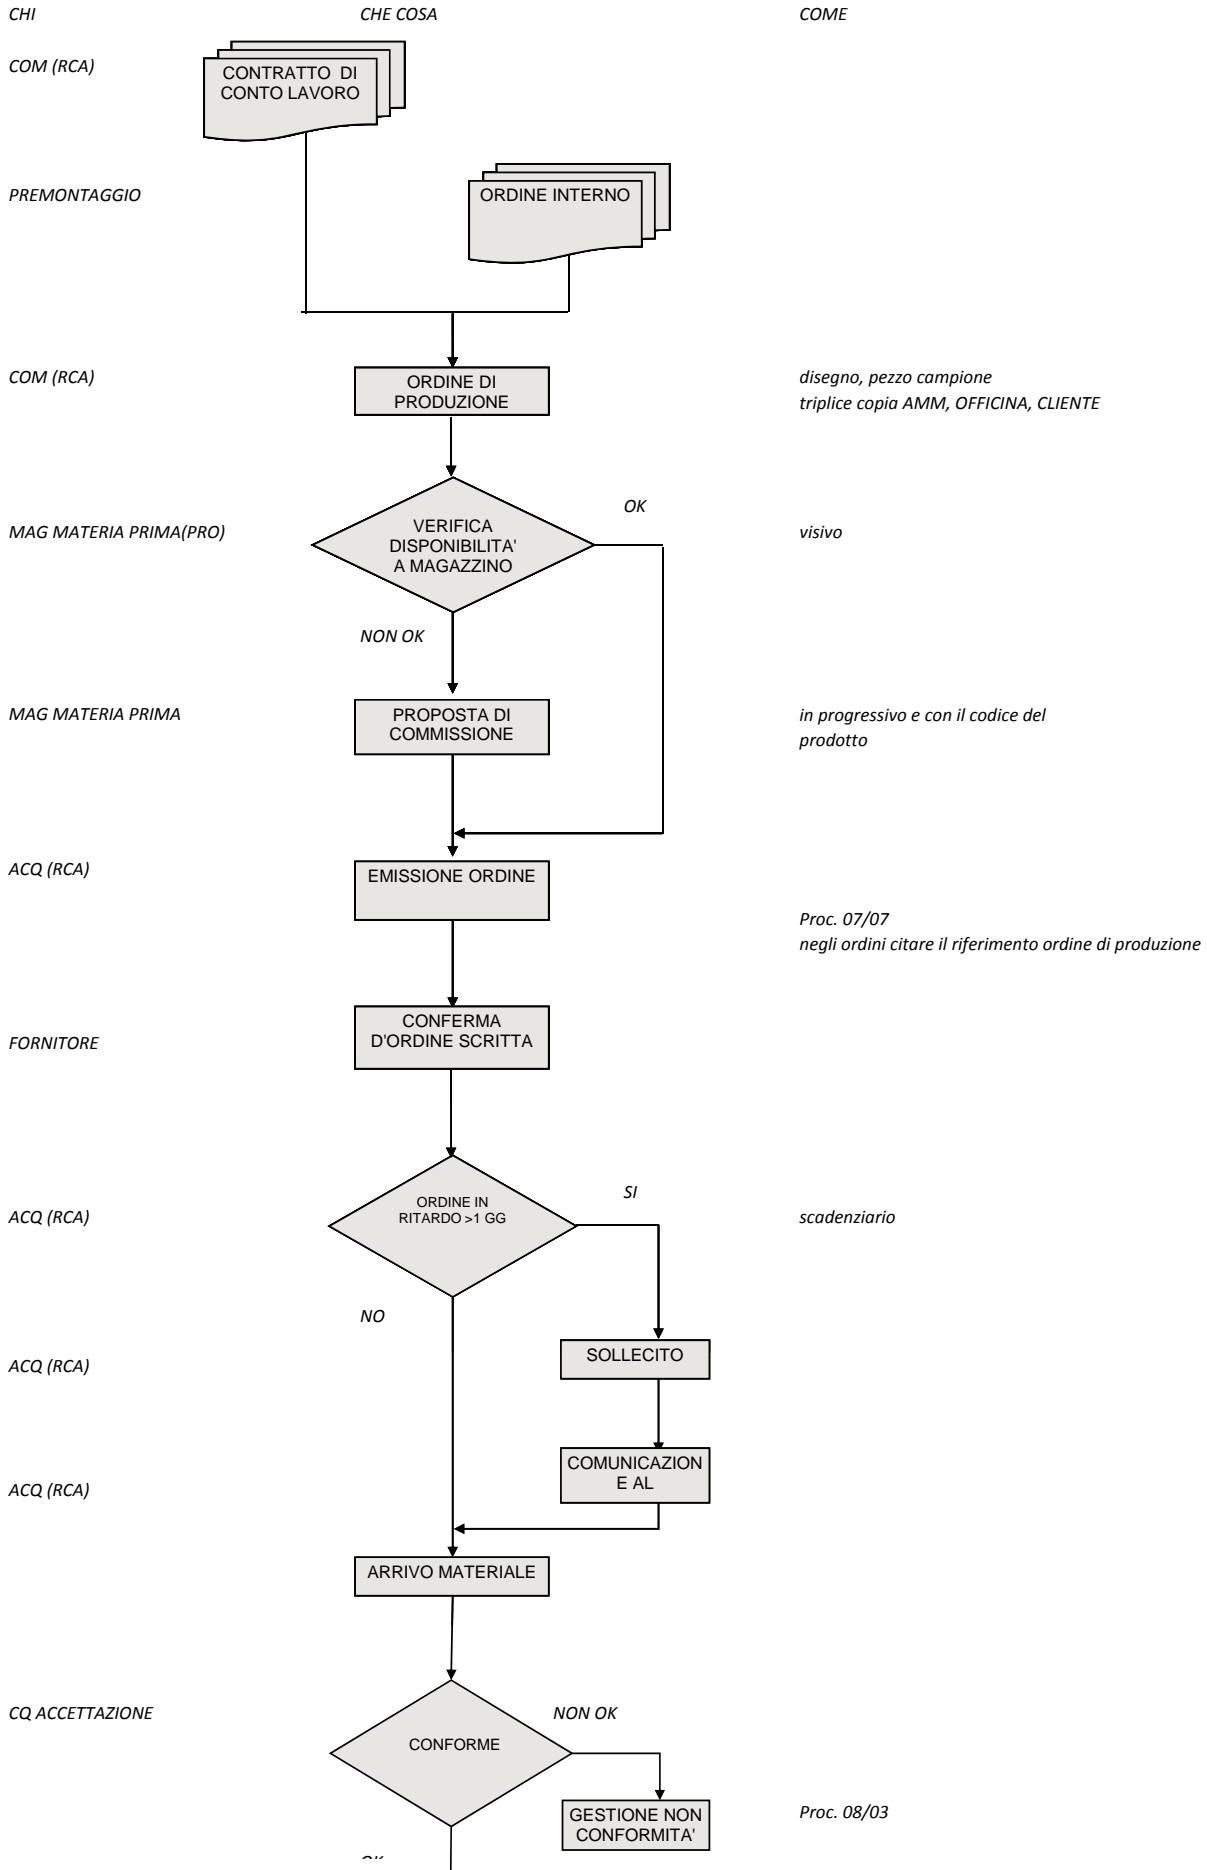 CHI
CHE COSA
COME
COM (RCA)
CONTRATTO DI
CONTO LAVORO
PREMONTAGGIO
ORDINE INTERNO
COM (RCA)
ORDINE DI
PRODUZIONE
disegno, pezzo campione
triplice copia AMM, OFFICINA, CLIENTE
OK
MAG MATERIA PRIMA(PRO)
VERIFICA
DISPONIBILITA'
A MAGAZZINO
visivo
NON OK
MAG MATERIA PRIMA
PROPOSTA DI
COMMISSIONE
in progressivo e con il codice del
prodotto
ACQ (RCA)
EMISSIONE ORDINE
Proc. 07/07
negli ordini citare il riferimento ordine di produzione
FORNITORE
CONFERMA
D'ORDINE SCRITTA
SI
ACQ (RCA)
ORDINE IN
RITARDO >1 GG
scadenziario
NO
ACQ (RCA)
SOLLECITO
ACQ (RCA)
COMUNICAZION
E AL
ARRIVO MATERIALE
CQ ACCETTAZIONE
NON OK
CONFORME
GESTIONE NON
CONFORMITA'
Proc. 08/03